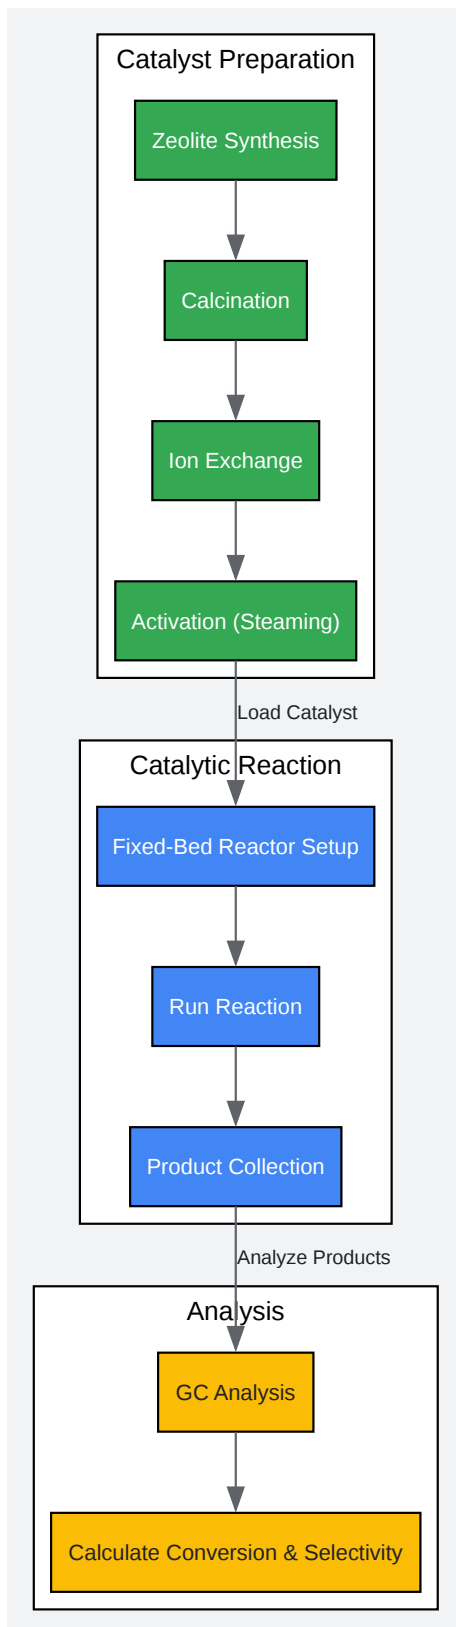 Catalyst Preparation
Zeolite Synthesis
Calcination
Ion Exchange
Activation (Steaming)
Load Catalyst
Catalytic Reaction
Fixed-Bed Reactor Setup
Run Reaction
Product Collection
Analyze Products
Analysis
GC Analysis
Calculate Conversion & Selectivity